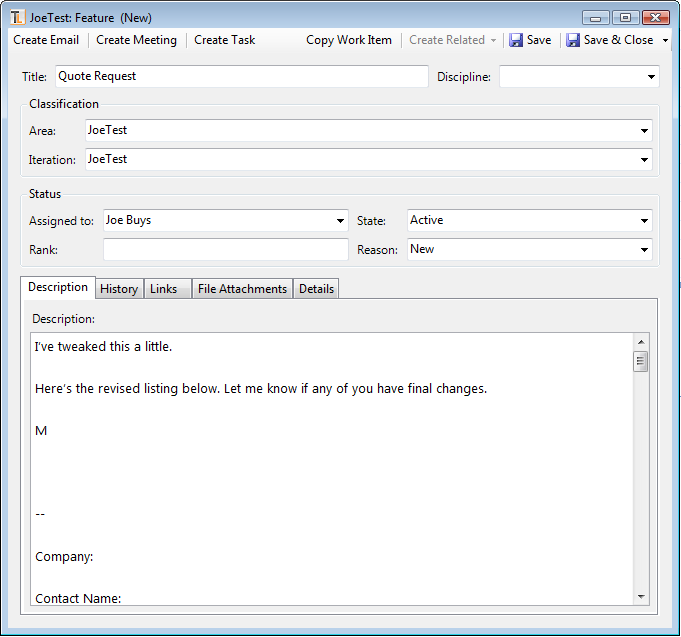 JoeTest: Feature (New)
Create Email Create Meeting Create Task Copy Work Item Create Related Save Save & Close
Title: Quote Request Discipline:
Classification
Area: JoeTest
Iteration: JoeTest
Status
Assigned to: Joe Buys State: Active
Rank: Reason: New
Description History Links File Attachments Details
Description:
I've tweaked this a little.
Here's the revised listing below. Let me know if any of you have final changes.
M
--
Company:
Contact Name: